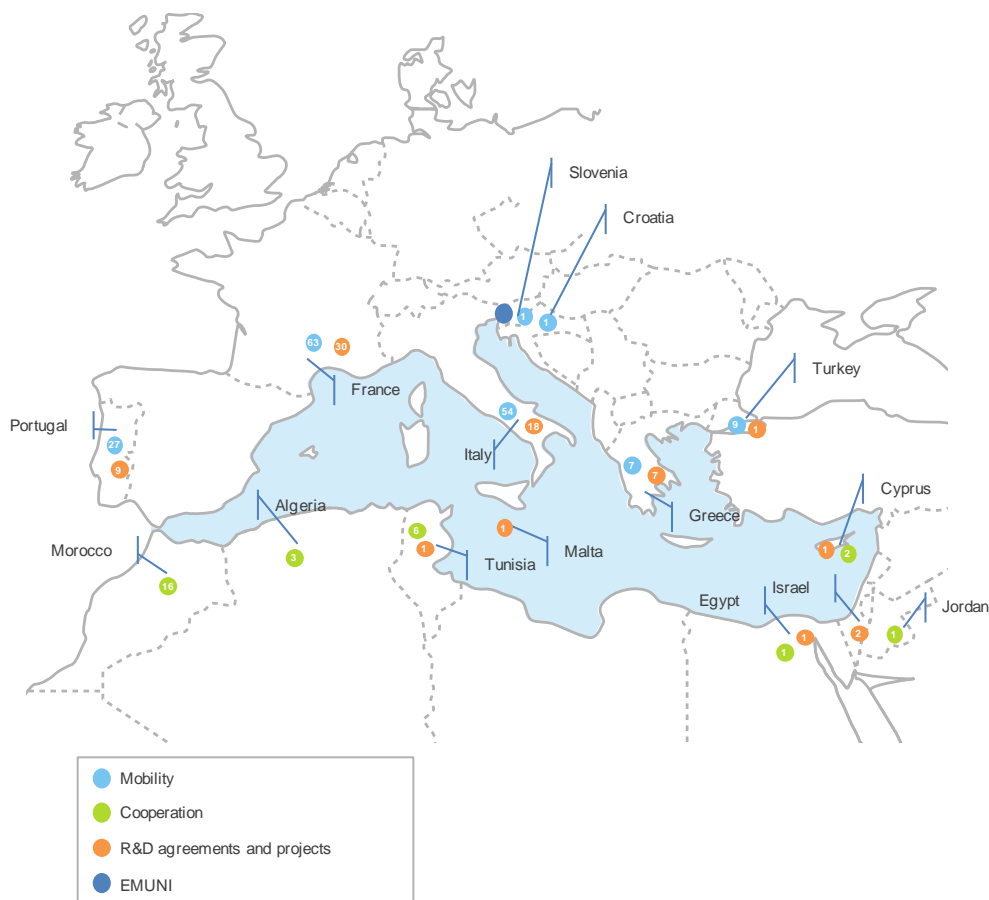 Slovenia
Croatia
1
1
63
30
France
Turkey
9
1
Portugal
27
9
54
18
Italy
7
7
Greece
Cyprus
1
2
Algeria
3
Morocco
16
6
1
Tunisia
1
Malta
Egypt
1
1
Israel
2
Jordan
1
Mobility
Cooperation
R&D agreements and projects
EMUNI